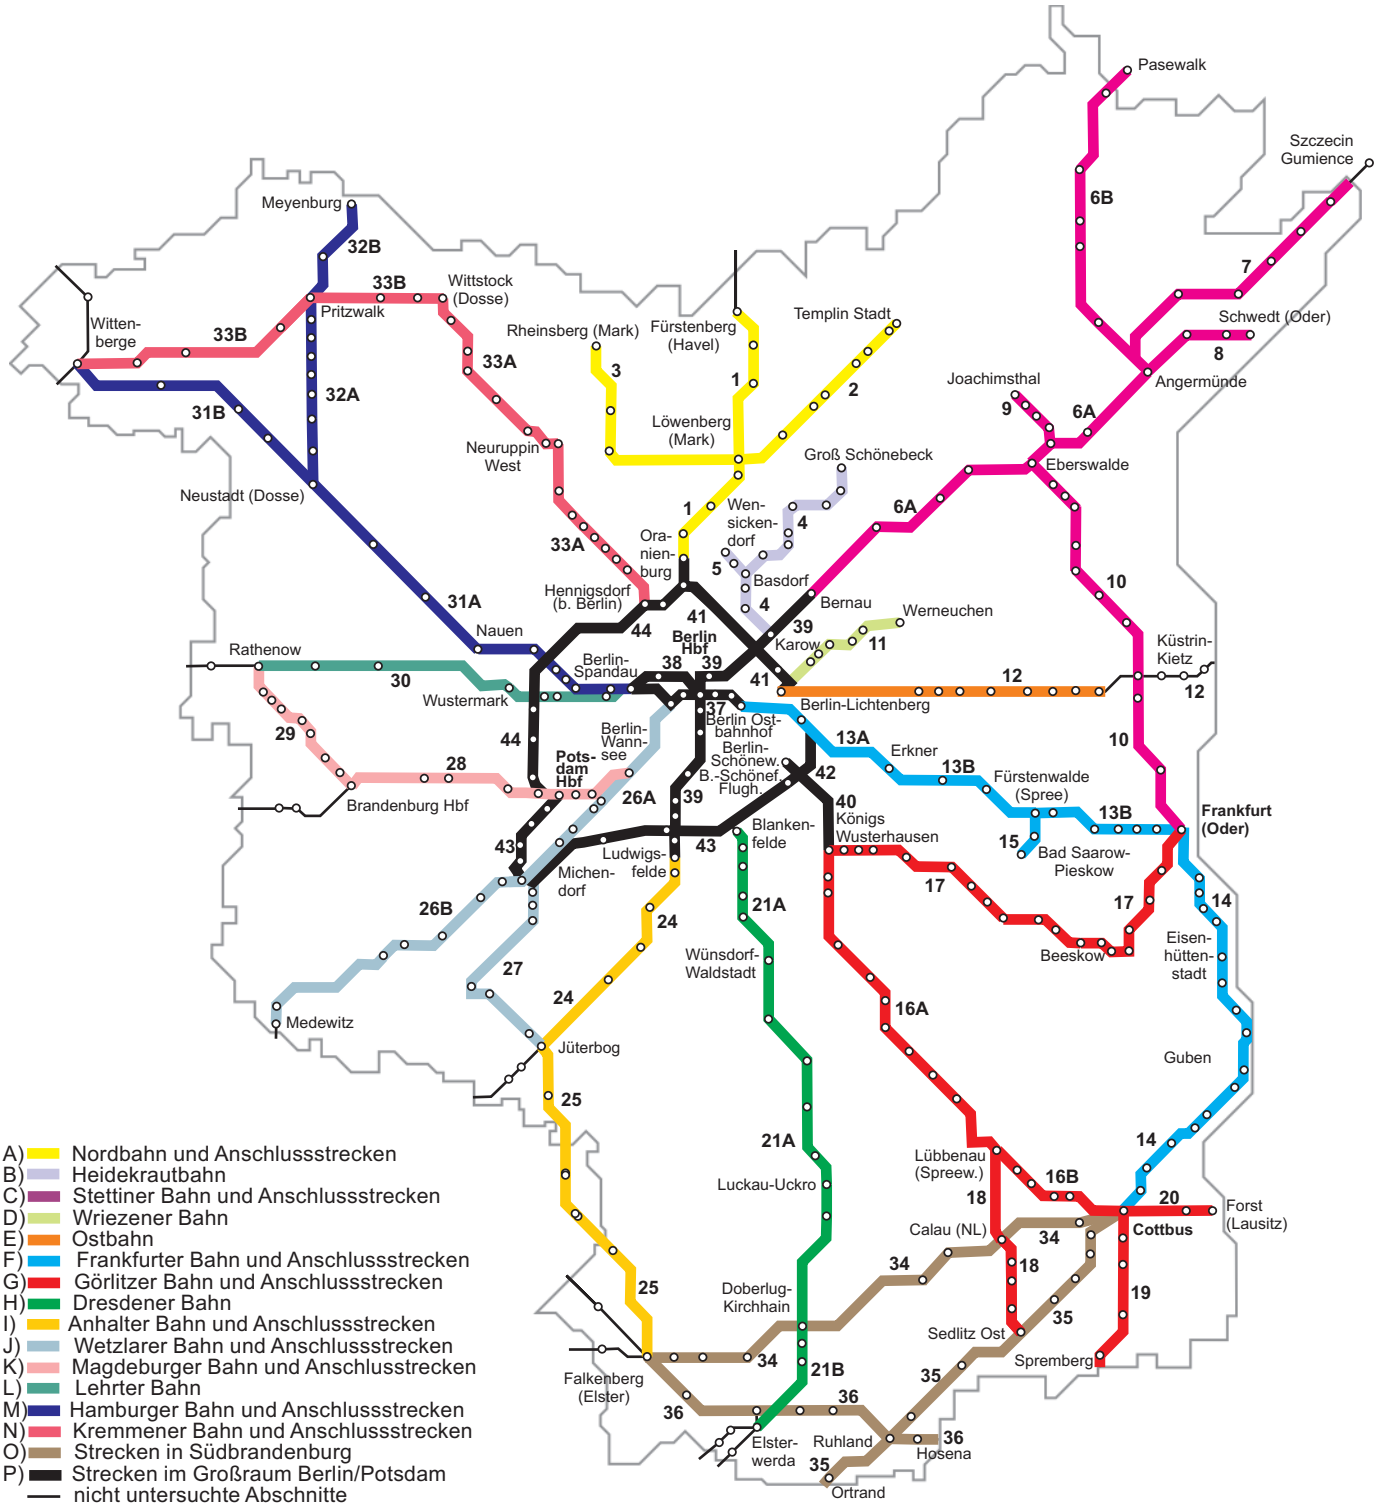 Pasewalk
Szczecin
Gumience
6B
Meyenburg
32B
7
33B
Wittstock
(Dosse)
Witten-
berge
Pritzwalk
33B
Rheinsberg (Mark)
Fürstenberg
(Havel)
Templin Stadt
Schwedt (Oder)
8
33A
3
1
2
Joachimsthal
Angermünde
9
32A
31B
6A
Löwenberg
(Mark)
Neuruppin
West
Groß Schönebeck
Eberswalde
Neustadt (Dosse)
1
Wen-
sickendorf
4
6A
33A
Ora-
nien-
burg
5
Basdorf
10
Hennigsdorf
(b. Berlin)
31A
4
Bernau
Werneuchen
41
39
44
Nauen
Berlin
Hbf
Karow
11
Küstrin-
Kietz
Rathenow
Berlin-
Spandau
38
39
41
30
12
12
Wustermark
37
Berlin-Lichtenberg
29
44
Berlin-
Wann-
see
Berlin Ost-
bahnhof
13A
10
Berlin-
Schönew.
Erkner
Potsdam
Hbf
28
B.-Schönef.
Flugh.
42
13B
Fürstenwalde
(Spree)
26A
39
40
Brandenburg Hbf
13B
Frankfurt
(Oder)
Königs
Wusterhausen
Blanken-
felde
43
43
15
Bad Saarow-
Pieskow
Ludwigs-
felde
Michen-
dorf
17
26B
21A
17
14
24
Beeskow
Eisen-
hütten-
stadt
Wünsdorf-
Waldstadt
27
24
16A
Medewitz
Jüterbog
Guben
25
21A
14
Lübbenau
(Spreew.)
16B
Luckau-Uckro
18
20
Forst
(Lausitz)
Calau (NL)
34
Cottbus
34
18
25
Doberlug-
Kirchhain
19
35
Sedlitz Ost
34
Spremberg
21B
Falkenberg
(Elster)
35
36
36
Elster-
werda
Ruhland
36
Hosena
35
Ortrand
A) Nordbahn und Anschlussstrecken
B) Heidekrautbahn
C) Stettiner Bahn und Anschlussstrecken
D) Wriezener Bahn
E) Ostbahn
F) Frankfurter Bahn und Anschlussstrecken
G) Görlitzer Bahn und Anschlussstrecken
H) Dresdener Bahn
I) Anhalter Bahn und Anschlussstrecken
J) Wetzlarer Bahn und Anschlussstrecken
K) Magdeburger Bahn und Anschlusstrecken
L) Lehrter Bahn
M) Hamburger Bahn und Anschlussstrecken
N) Kremmener Bahn und Anschlussstrecken
O) Strecken in Südbrandenburg
P) Strecken im Großraum Berlin/Potsdam
nicht untersuchte Abschnitte